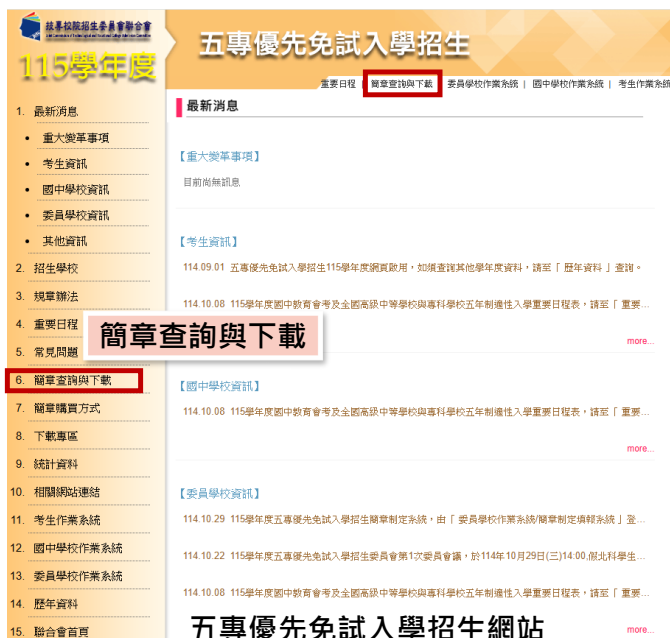 技專校院招生委員會聯合會
115學年度
五專優先免試入學招生
重要日程 | 簡章查詢與下載 委員學校作業系統 | 國中學校作業系統 | 考生作業系統
最新消息
1. 最新消息
• 重大變革事項
• 考生資訊
• 國中學校資訊
• 委員學校資訊
• 其他資訊
2. 招生學校
3. 規章辦法
4. 重要日程
5. 常見問題
6. 簡章查詢與下載
7. 簡章購買方式
8. 下載專區
9. 統計資料
10. 相關網站連結
11. 考生作業系統
12. 國中學校作業系統
13. 委員學校作業系統
14. 歷年資料
15. 聯合會首頁
簡章查詢與下載
【重大變革事項】
目前尚無訊息
【考生資訊】
114.09.01 五專優先免試入學招生115學年度網頁啟用，如須查詢其他學年度資料，請至「 歷年資料 」查詢。
114.10.08 115學年度國中教育會考及全國高級中等學校與專科學校五年制適性入學重要日程表，請至「 重要...
more...
【國中學校資訊】
114.10.08 115學年度國中教育會考及全國高級中等學校與專科學校五年制適性入學重要日程表，請至「 重要...
more...
【委員學校資訊】
114.10.29 115學年度五專優先免試入學招生簡章制定系統，由「 委員學校作業系統/簡章制定填報系統 」登...
114.10.22 115學年度五專優先免試入學招生委員會第1次委員會議，於114年10月29日(三)14:00,假北科學生...
114.10.08 115學年度國中教育會考及全國高級中等學校與專科學校五年制適性入學重要日程表，請至「 重要...
五專優先免試入學招生網站
more...